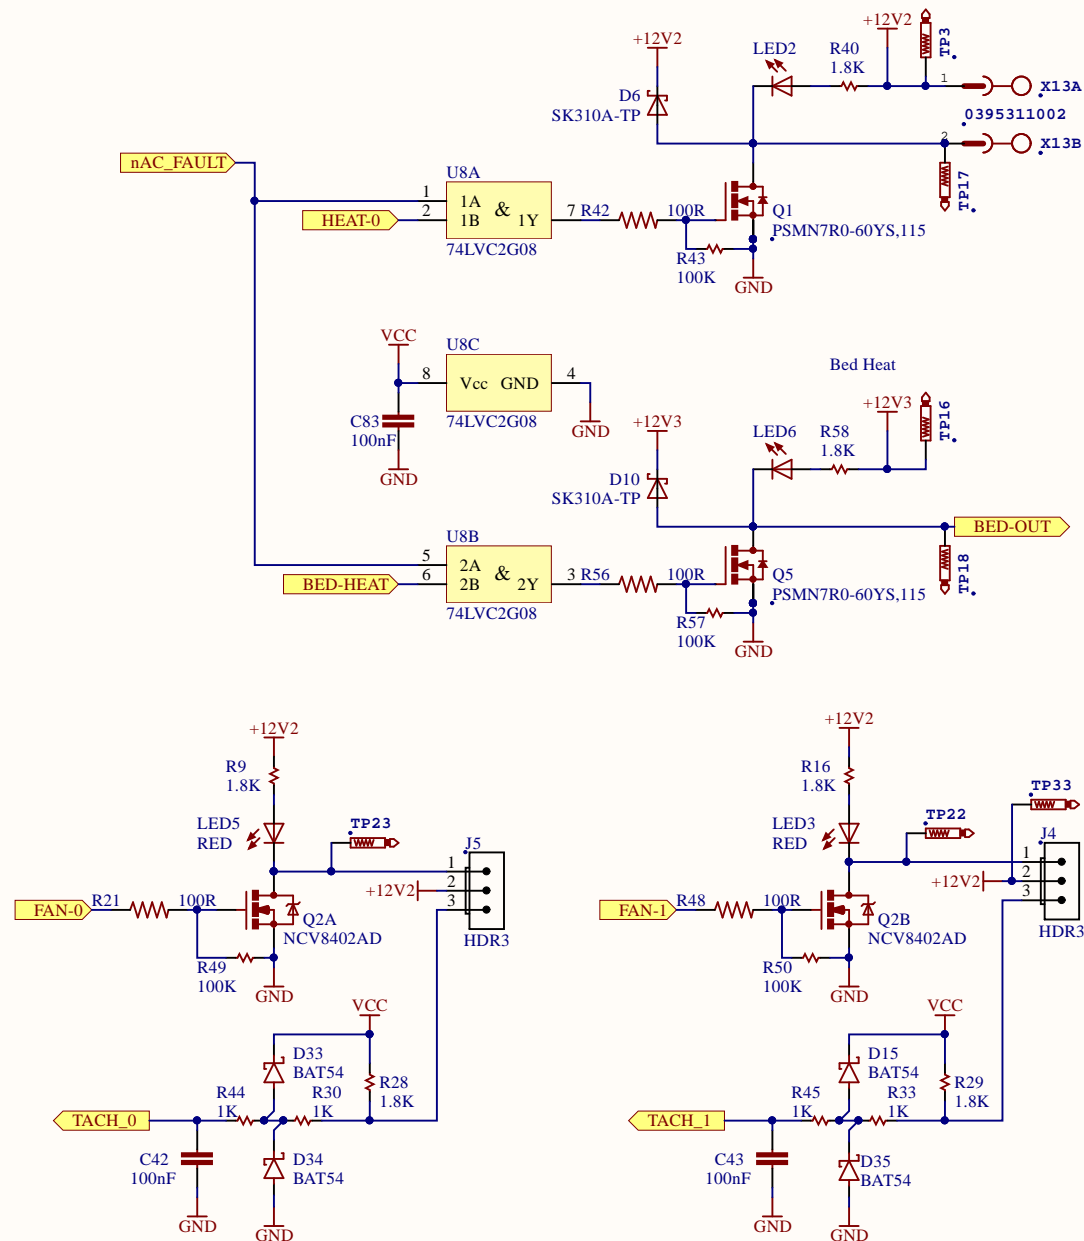 +12V2
TP3
+12V2
LED2
R40
1.8K
1
X13A
D6
SK310A-TP
0395311002
2
X13B
nAC_FAULT
U8A
TP17
1
1A
&
2
1B
1Y
7
R42
100R
HEAT-0
Q1
PSMN7R0-60YS,115
74LVC2G08
R43
100K
GND
VCC
U8C
Bed Heat
8
Vcc
GND
4
+12V3
TP16
C83
100nF
74LVC2G08
GND
+12V3
LED6
R58
1.8K
GND
D10
SK310A-TP
BED-OUT
U8B
TP18
5
2A
&
6
2B
2Y
3
R56
100R
BED-HEAT
Q5
PSMN7R0-60YS,115
74LVC2G08
R57
100K
GND
+12V2
R9
1.8K
LED5
RED
TP23
J5
1
+12V2
2
3
FAN-0
R21
100R
Q2A
NCV8402AD
HDR3
R49
100K
GND
VCC
D33
BAT54
R44
1K
R30
1K
R28
1.8K
TACH_0
C42
100nF
D34
BAT54
GND
GND
+12V2
R16
1.8K
TP33
LED3
RED
TP22
J4
1
+12V2
2
3
FAN-1
R48
100R
Q2B
NCV8402AD
HDR3
R50
100K
GND
VCC
D15
BAT54
R45
1K
R33
1K
R29
1.8K
TACH_1
C43
100nF
D35
BAT54
GND
GND